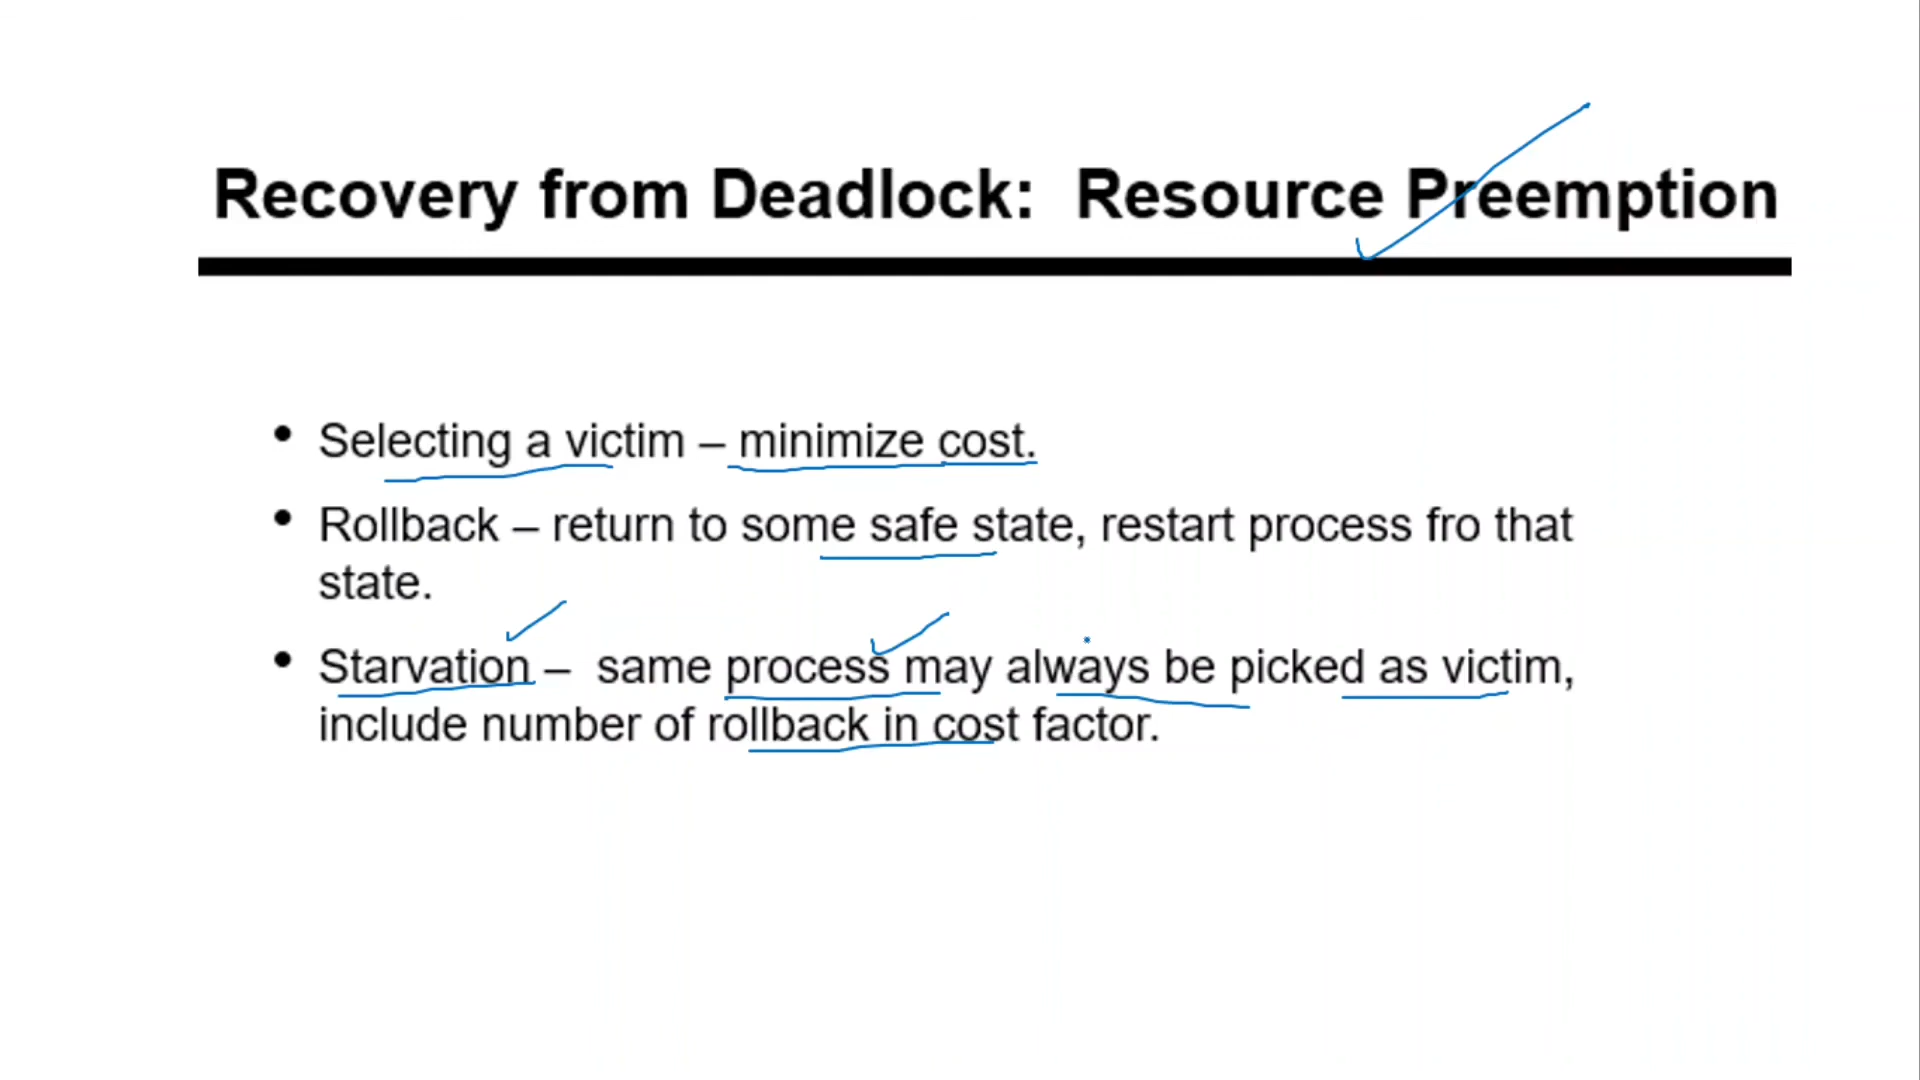 Recovery from Deadlock:  Resource Preemption
• Selecting a victim – minimize cost.
• Rollback – return to some safe state, restart process fro that
state.
• Starvation –  same process may always be picked as victim,
include number of rollback in cost factor.